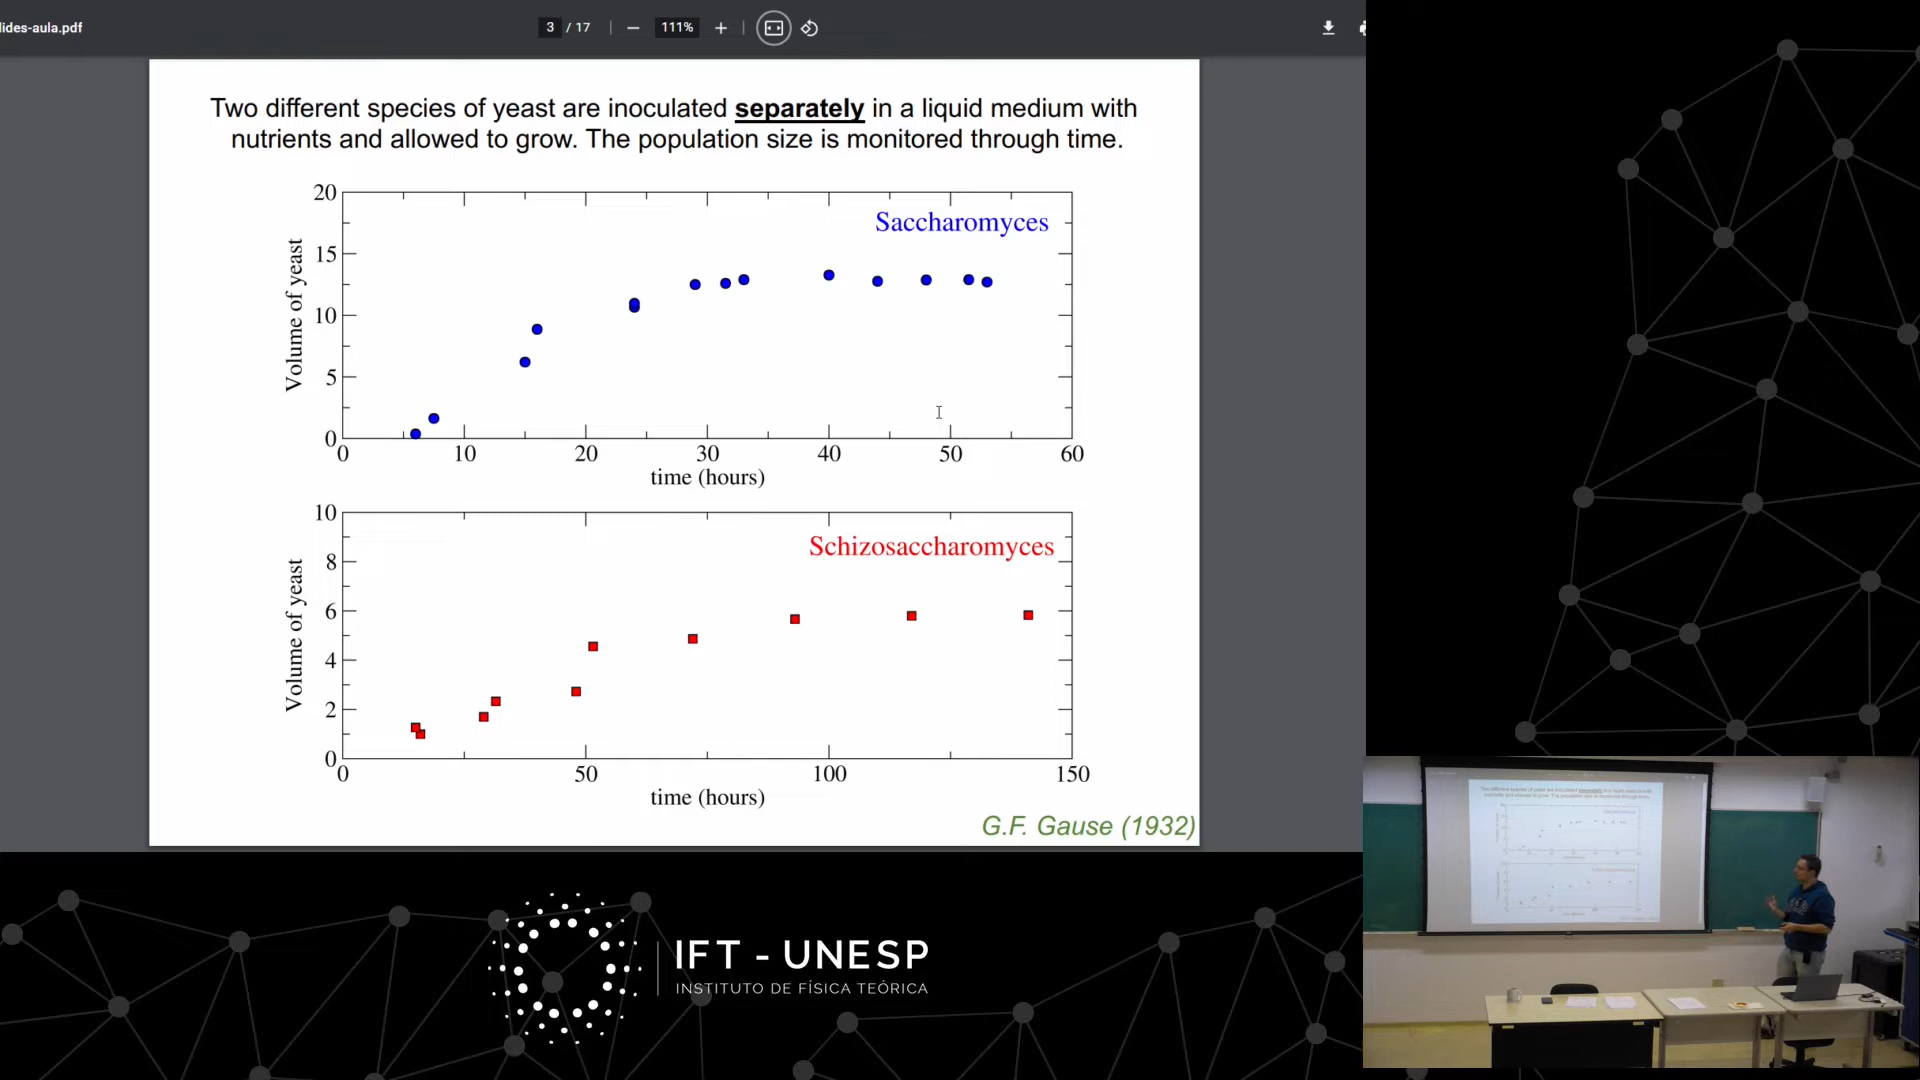 lides-aula.pdf
3 / 17
111%
Two different species of yeast are inoculated separately in a liquid medium with
nutrients and allowed to grow. The population size is monitored through time.
Saccharomyces
Volume of yeast
20
15
10
5
0
0 10 20 30 40 50 60
time (hours)
Schizosaccharomyces
Volume of yeast
10
8
6
4
2
0
0 50 100 150
time (hours)
G.F. Gause (1932)
IFT - UNESP
INSTITUTO DE FÍSICA TEÓRICA